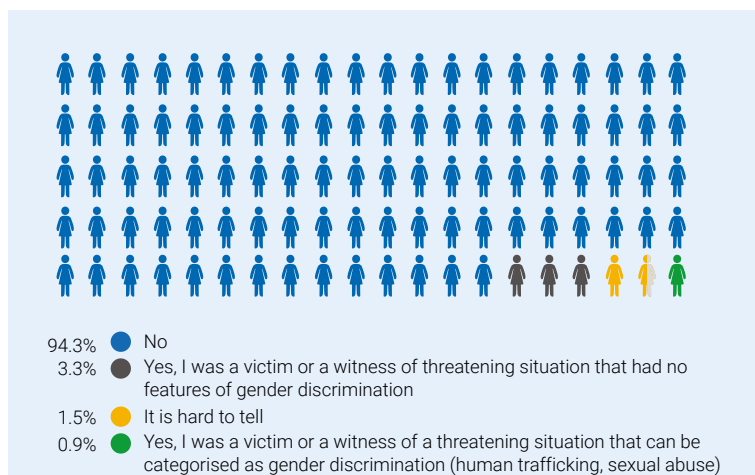 94.3% No
3.3% Yes, I was a victim or a witness of threatening situation that had no
features of gender discrimination
1.5% It is hard to tell
0.9% Yes, I was a victim or a witness of a threatening situation that can be
categorised as gender discrimination (human trafficking, sexual abuse)